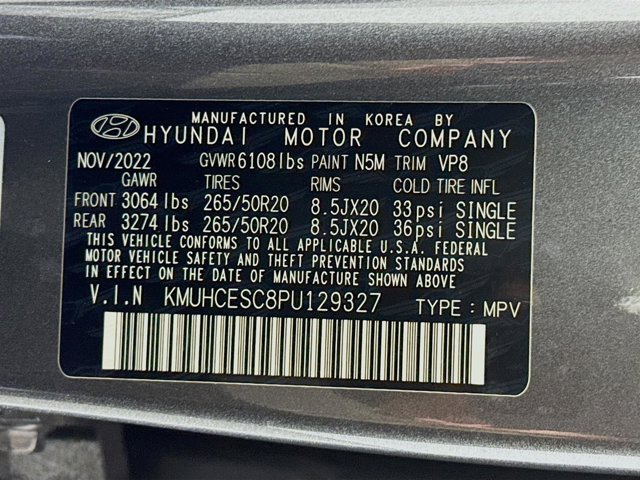 MANUFACTURED IN KOREA BY
HYUNDAI MOTOR COMPANY
NOV/2022 GVWR 6108lbs PAINT N5M TRIM VP8
GAWR TIRES RIMS COLD TIRE INFL
FRONT 3064 lbs 265/50R20 8.5JX20 33psi SINGLE
REAR 3274 lbs 265/50R20 8.5JX20 36psi SINGLE
THIS VEHICLE CONFORMS TO ALL APPLICABLE U.S.A. FEDERAL
MOTOR VEHICLE SAFETY AND THEFT PREVENTION STANDARDS
IN EFFECT ON THE DATE OF MANUFACTURE SHOWN ABOVE
V.I.N KMUHCESC8PU129327 TYPE : MPV